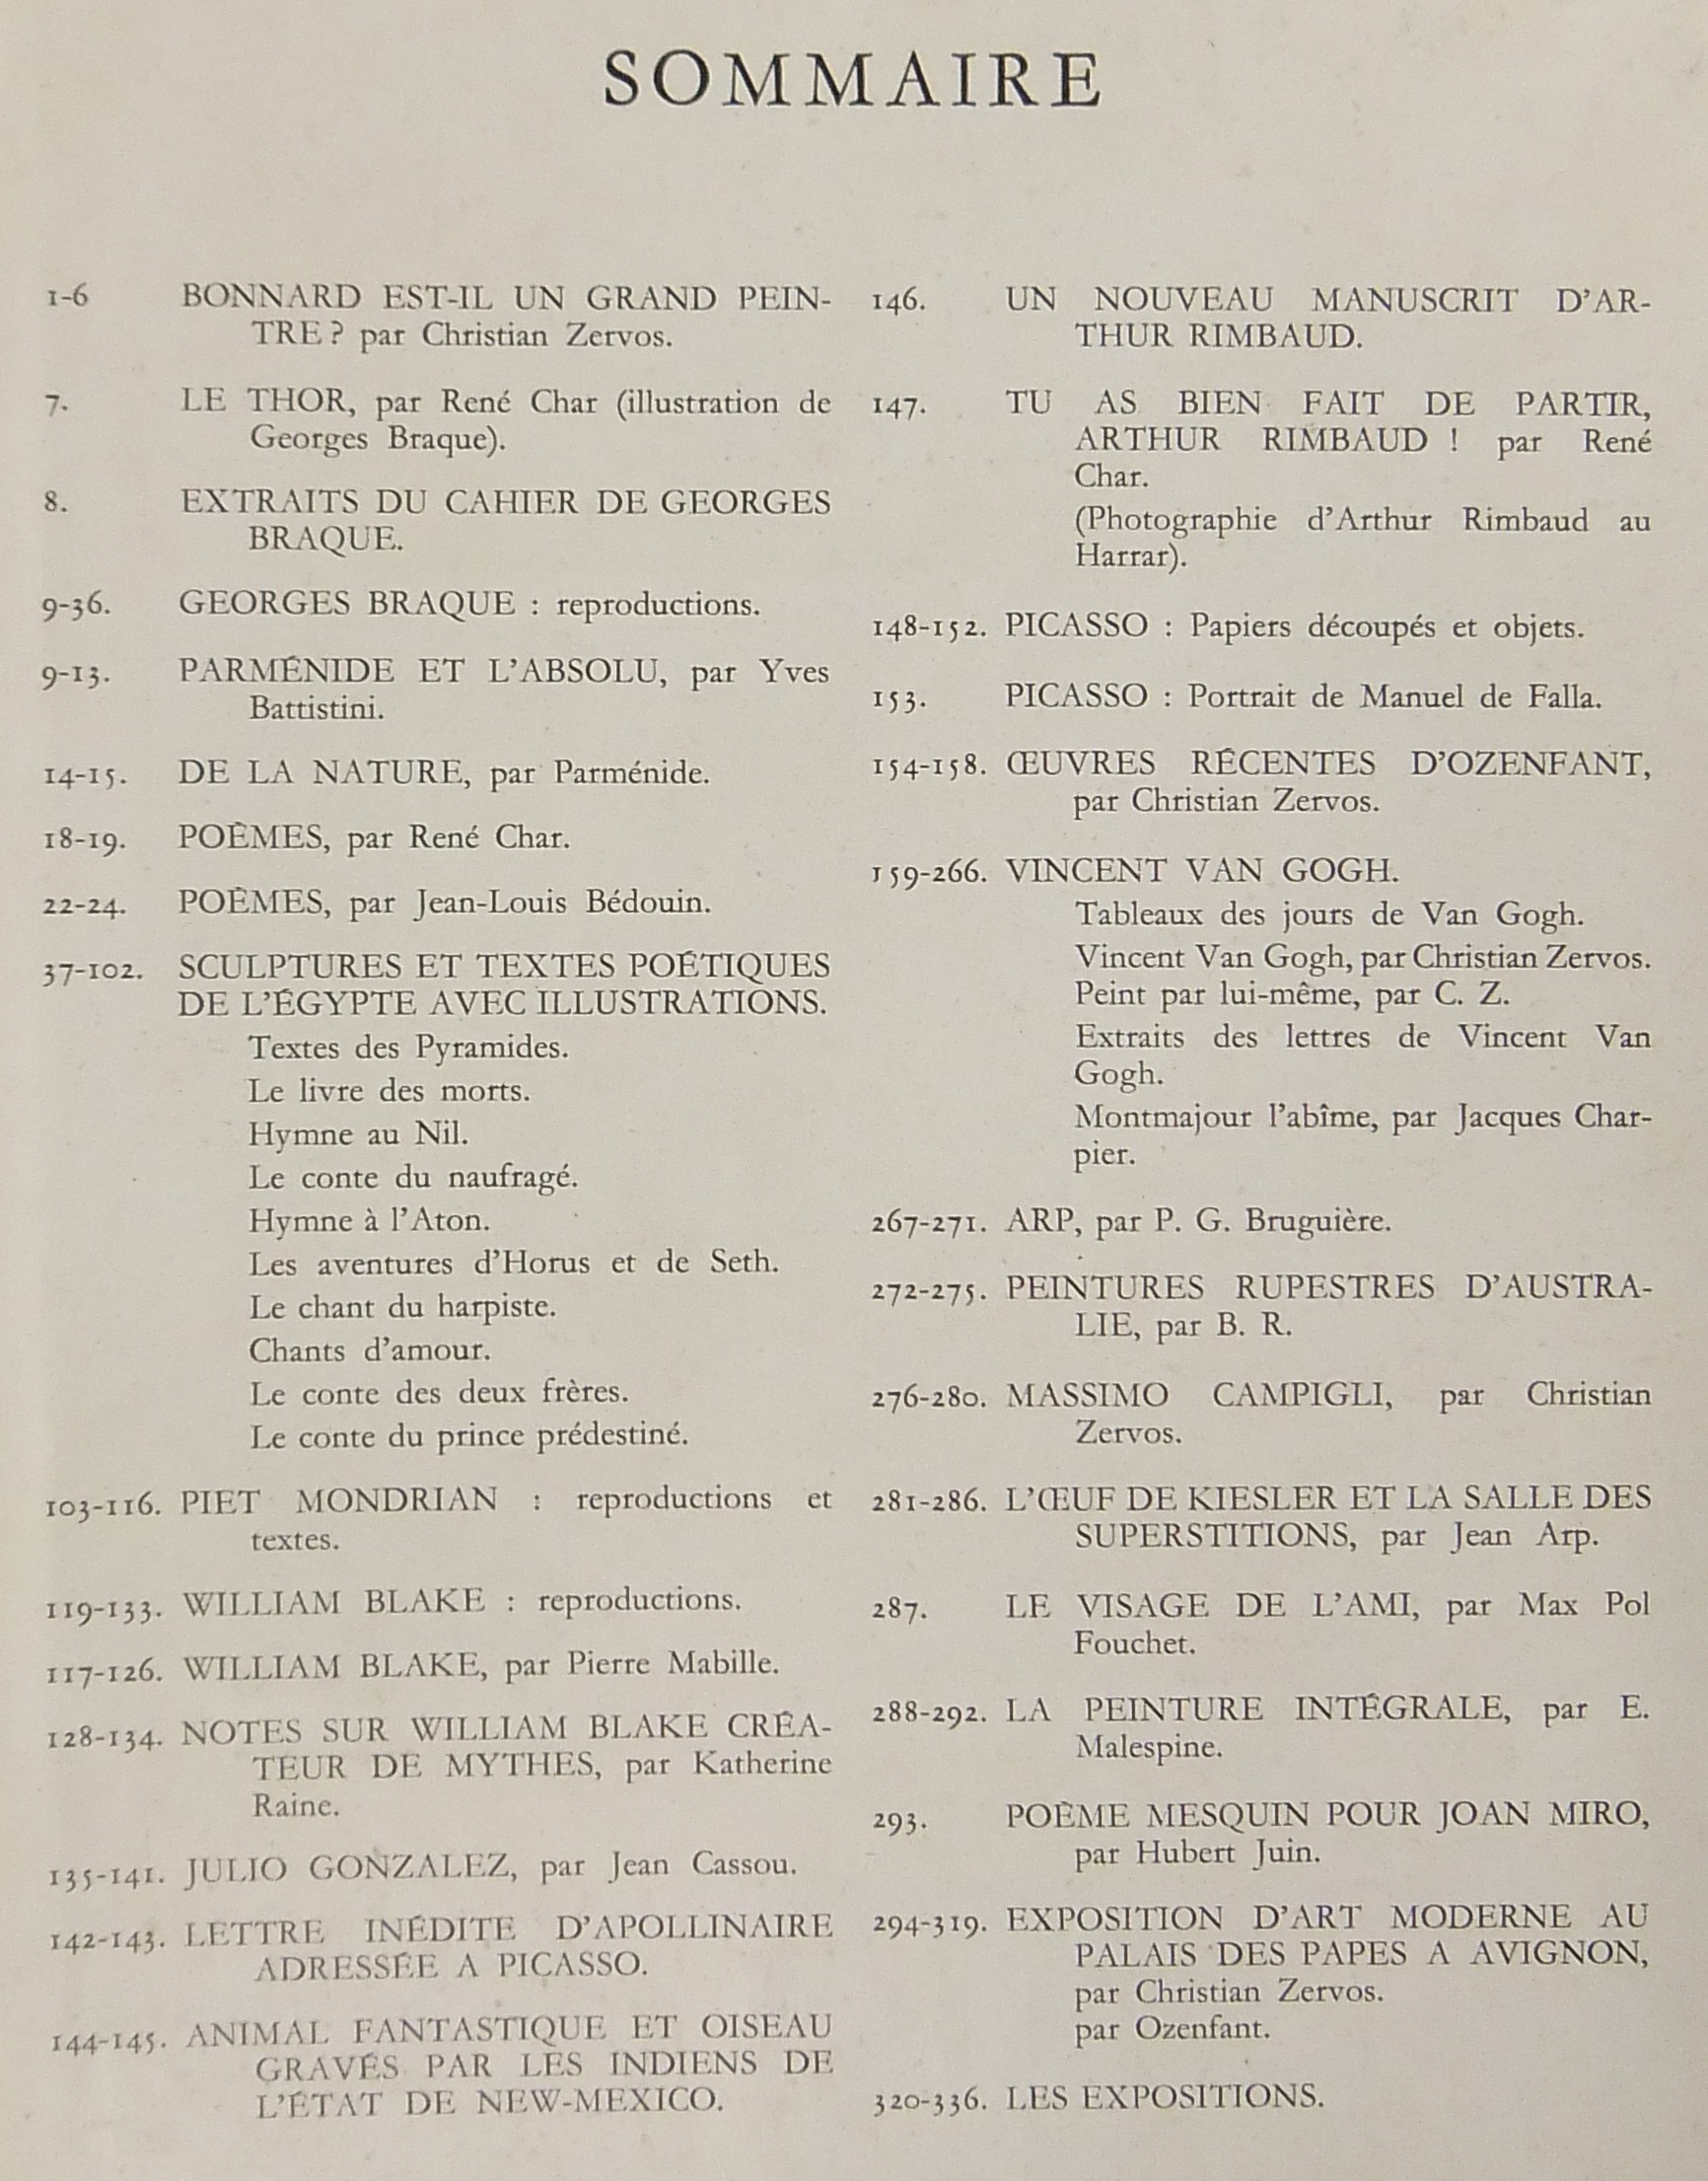 SOMMAIRE
1-6 BONNARD EST-IL UN GRAND PEIN-
TRE ? par Christian Zervos.
7. LE THOR, par René Char (illustration de
Georges Braque).
8. EXTRAITS DU CAHIER DE GEORGES
BRAQUE.
9-36. GEORGES BRAQUE : reproductions.
9-13. PARMÉNIDE ET L'ABSOLU, par Yves
Battistini.
14-15. DE LA NATURE, par Parménide.
18-19. POÈMES, par René Char.
22-24. POÈMES, par Jean-Louis Bédouin.
37-102. SCULPTURES ET TEXTES POÉTIQUES
DE L'ÉGYPTE AVEC ILLUSTRATIONS.
Textes des Pyramides.
Le livre des morts.
Hymne au Nil.
Le conte du naufragé.
Hymne à l'Aton.
Les aventures d'Horus et de Seth.
Le chant du harpiste.
Chants d'amour.
Le conte des deux frères.
Le conte du prince prédestiné.
103-116. PIET MONDRIAN : reproductions et
textes.
119-133. WILLIAM BLAKE : reproductions.
117-126. WILLIAM BLAKE, par Pierre Mabille.
128-134. NOTES SUR WILLIAM BLAKE CRÉA-
TEUR DE MYTHES, par Katherine
Raine.
135-141. JULIO GONZALEZ, par Jean Cassou.
142-143. LETTRE INÉDITE D'APOLLINAIRE
ADRESSÉE A PICASSO.
144-145. ANIMAL FANTASTIQUE ET OISEAU
GRAVÉS PAR LES INDIENS DE
L'ÉTAT DE NEW-MEXICO.
146. UN NOUVEAU MANUSCRIT D'AR-
THUR RIMBAUD.
147. TU AS BIEN FAIT DE PARTIR,
ARTHUR RIMBAUD ! par René
Char.
(Photographie d'Arthur Rimbaud au
Harrar).
148-152. PICASSO : Papiers découpés et objets.
153. PICASSO : Portrait de Manuel de Falla.
154-158. ŒUVRES RÉCENTES D'OZENFANT,
par Christian Zervos.
159-266. VINCENT VAN GOGH.
Tableaux des jours de Van Gogh.
Vincent Van Gogh, par Christian Zervos.
Peint par lui-même, par C. Z.
Extraits des lettres de Vincent Van
Gogh.
Montmajour l'abîme, par Jacques Char-
pier.
267-271. ARP, par P. G. Bruguière.
272-275. PEINTURES RUPESTRES D'AUSTRA-
LIE, par B. R.
276-280. MASSIMO CAMPIGLI, par Christian
Zervos.
281-286. L'ŒUF DE KIESLER ET LA SALLE DES
SUPERSTITIONS, par Jean Arp.
287. LE VISAGE DE L'AMI, par Max Pol
Fouchet.
288-292. LA PEINTURE INTÉGRALE, par E.
Malespine.
293. POÈME MESQUIN POUR JOAN MIRO,
par Hubert Juin.
294-319. EXPOSITION D'ART MODERNE AU
PALAIS DES PAPES A AVIGNON,
par Christian Zervos.
par Ozenfant.
320-336. LES EXPOSITIONS.